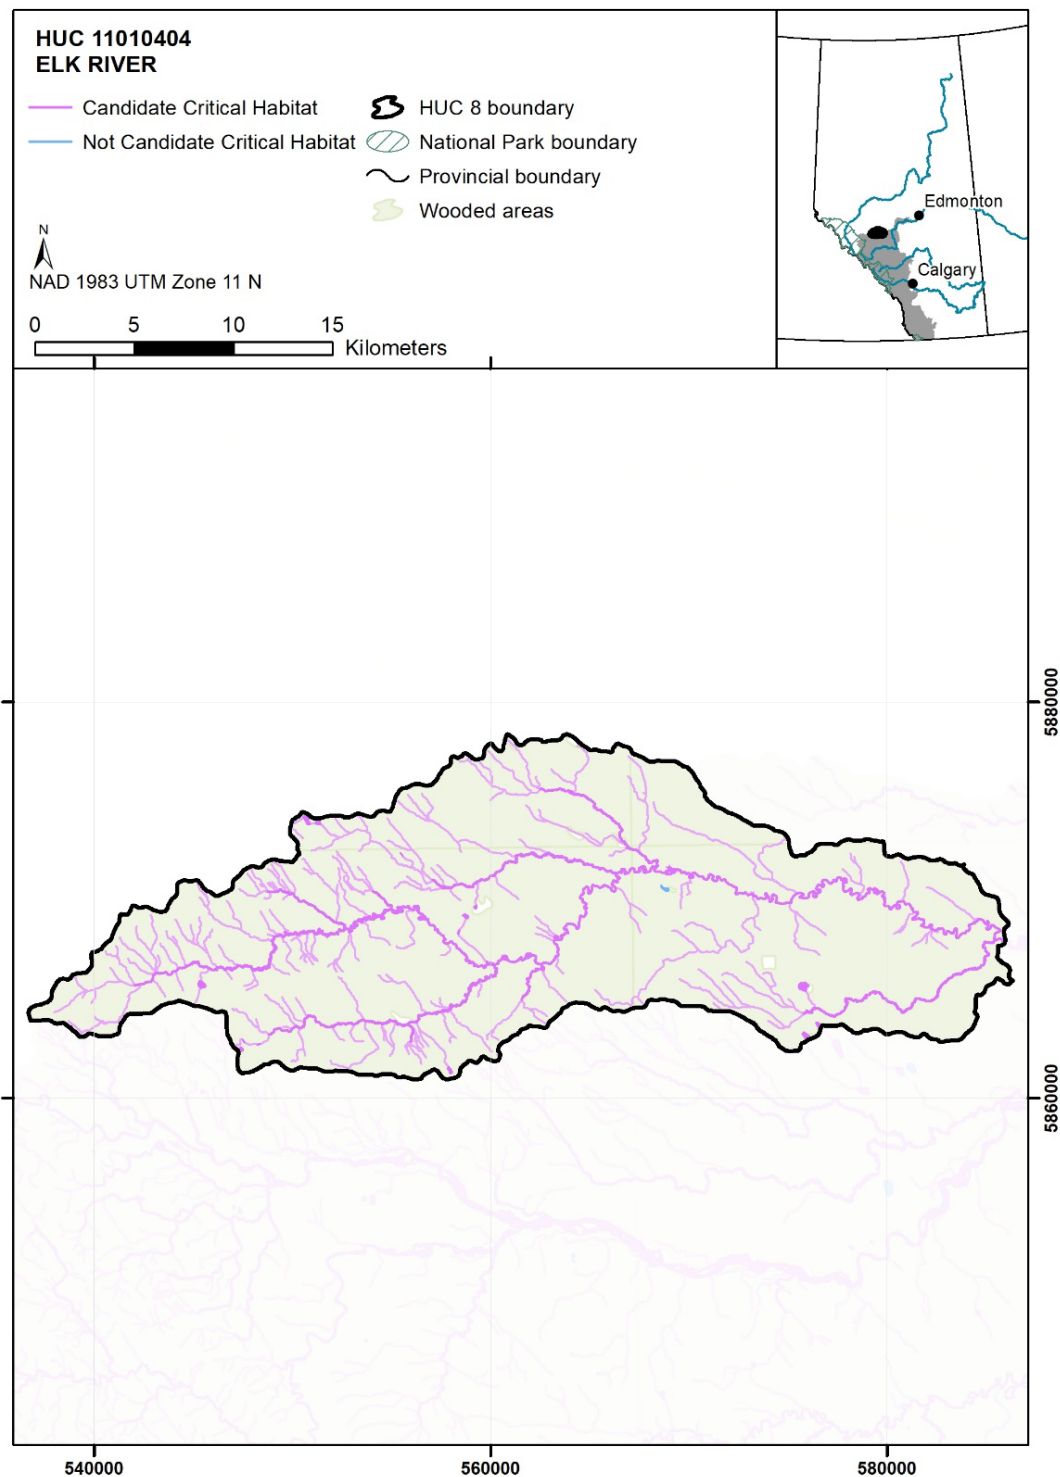 HUC 11010404
ELK RIVER
Candidate Critical Habitat
Not Candidate Critical Habitat
HUC 8 boundary
National Park boundary
Provincial boundary
Wooded areas
N
NAD 1983 UTM Zone 11 N
0 5 10 15
Kilometers
Edmonton
Calgary
5880000
5860000
540000 560000 580000